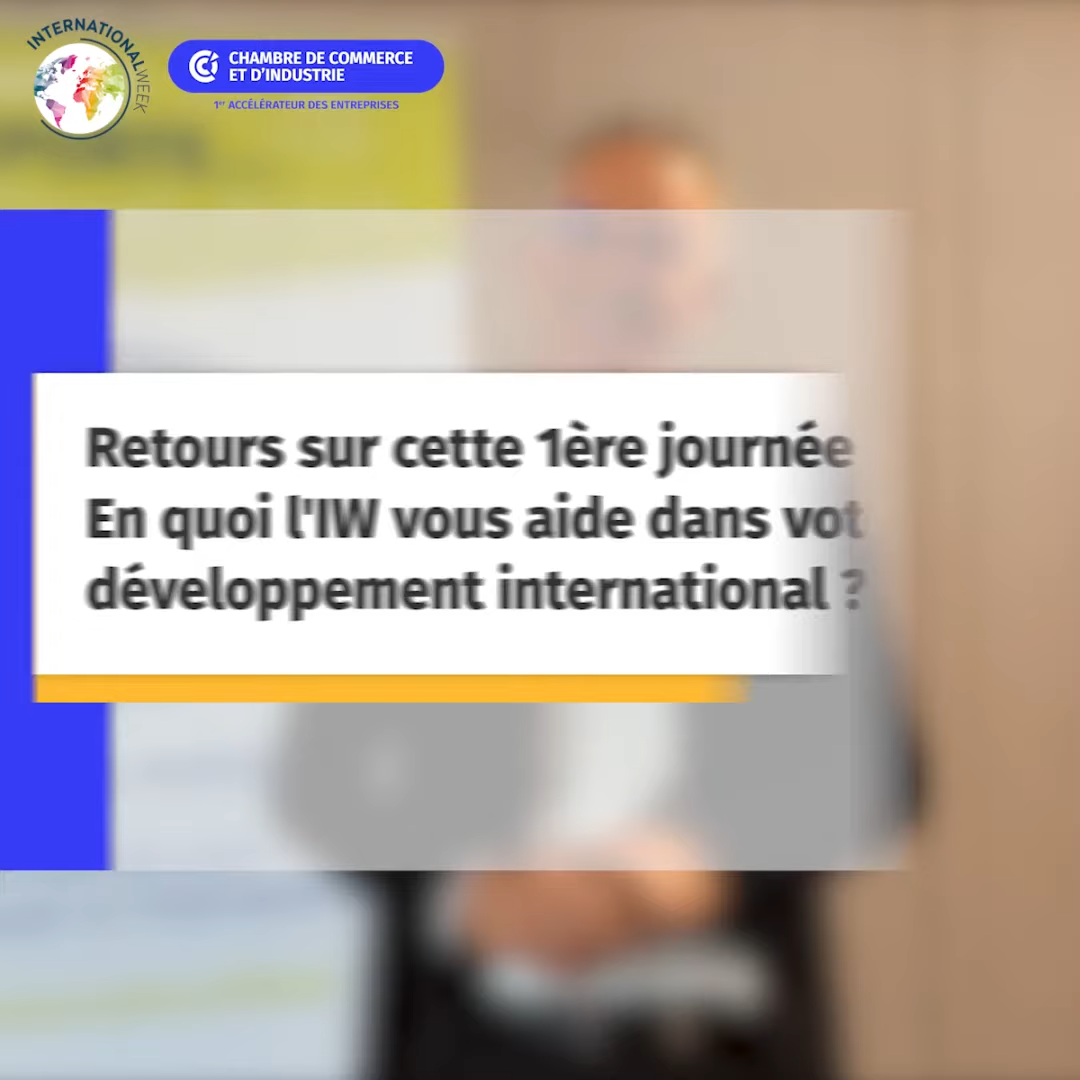 INTERNATIONAL WEEK
CHAMBRE DE COMMERCE
ET D'INDUSTRIE
1er ACCÉLÉRATEUR DES ENTREPRISES
Retours sur cette 1ère journée
En quoi l'IW vous aide dans vot
développement international ?